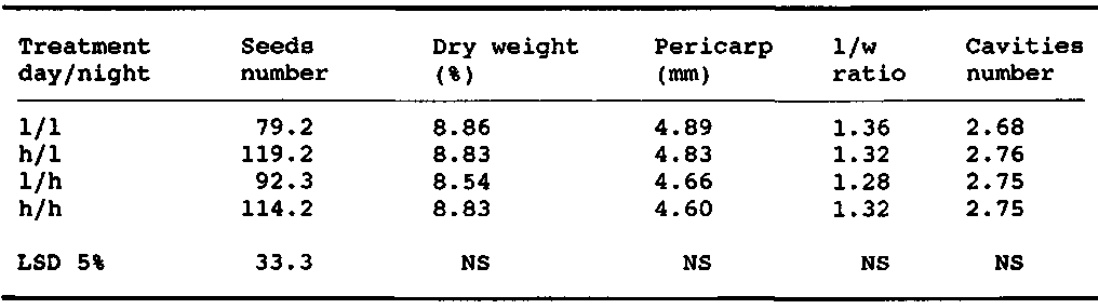 Treatment Seeds Dry weight Pericarp l/w Cavities
day/night number (%) (mm) ratio number
l/l 79.2 8.86 4.89 1.36 2.68
h/l 119.2 8.83 4.83 1.32 2.76
l/h 92.3 8.54 4.66 1.28 2.75
h/h 114.2 8.83 4.60 1.32 2.75
LSD 5% 33.3 NS NS NS NS